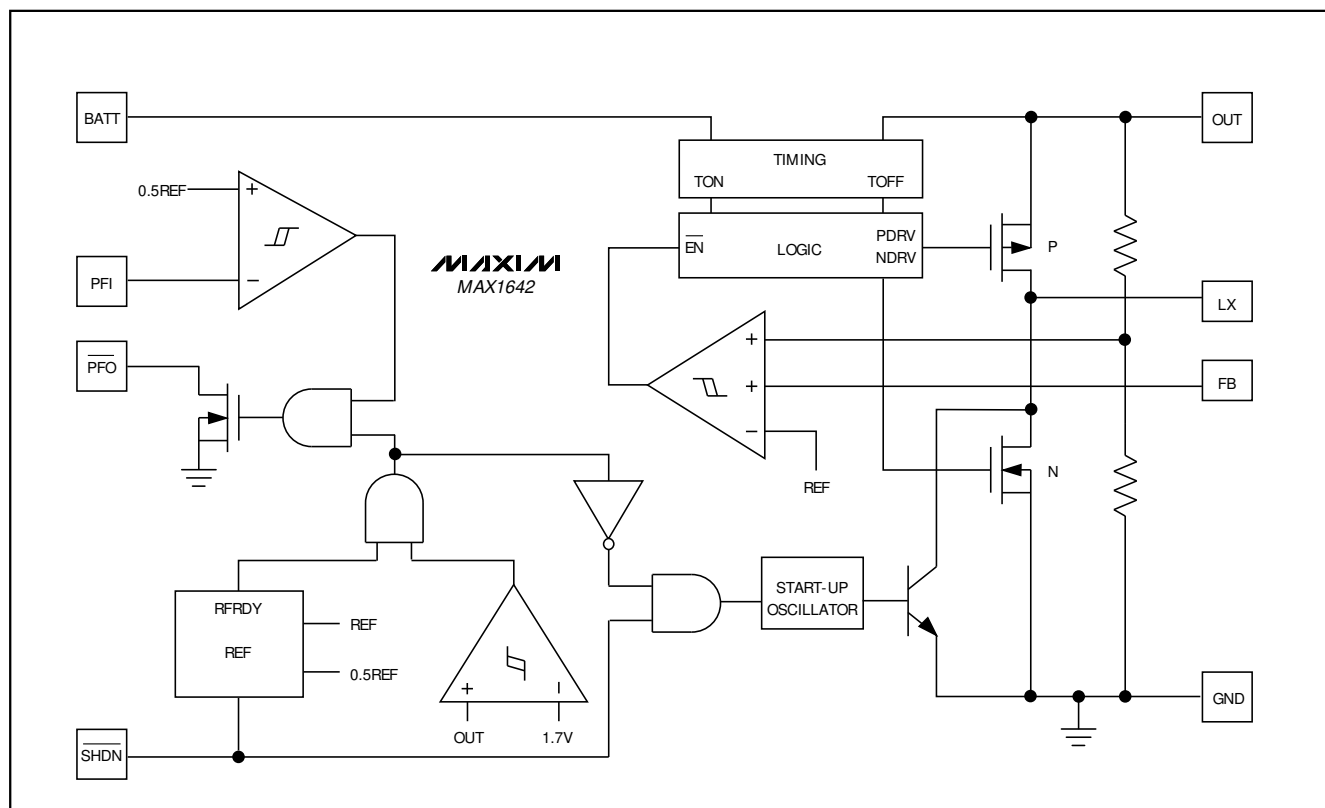 BATT
OUT
TIMING
TON
TOFF
0.5REF
+
−
PFI
MAXIM
MAX1642
EN
LOGIC
PDRV
NDRV
P
LX
PFO
+
+
−
FB
REF
N
RFRDY
REF
REF
0.5REF
+
−
OUT
1.7V
START-UP
OSCILLATOR
GND
SHDN